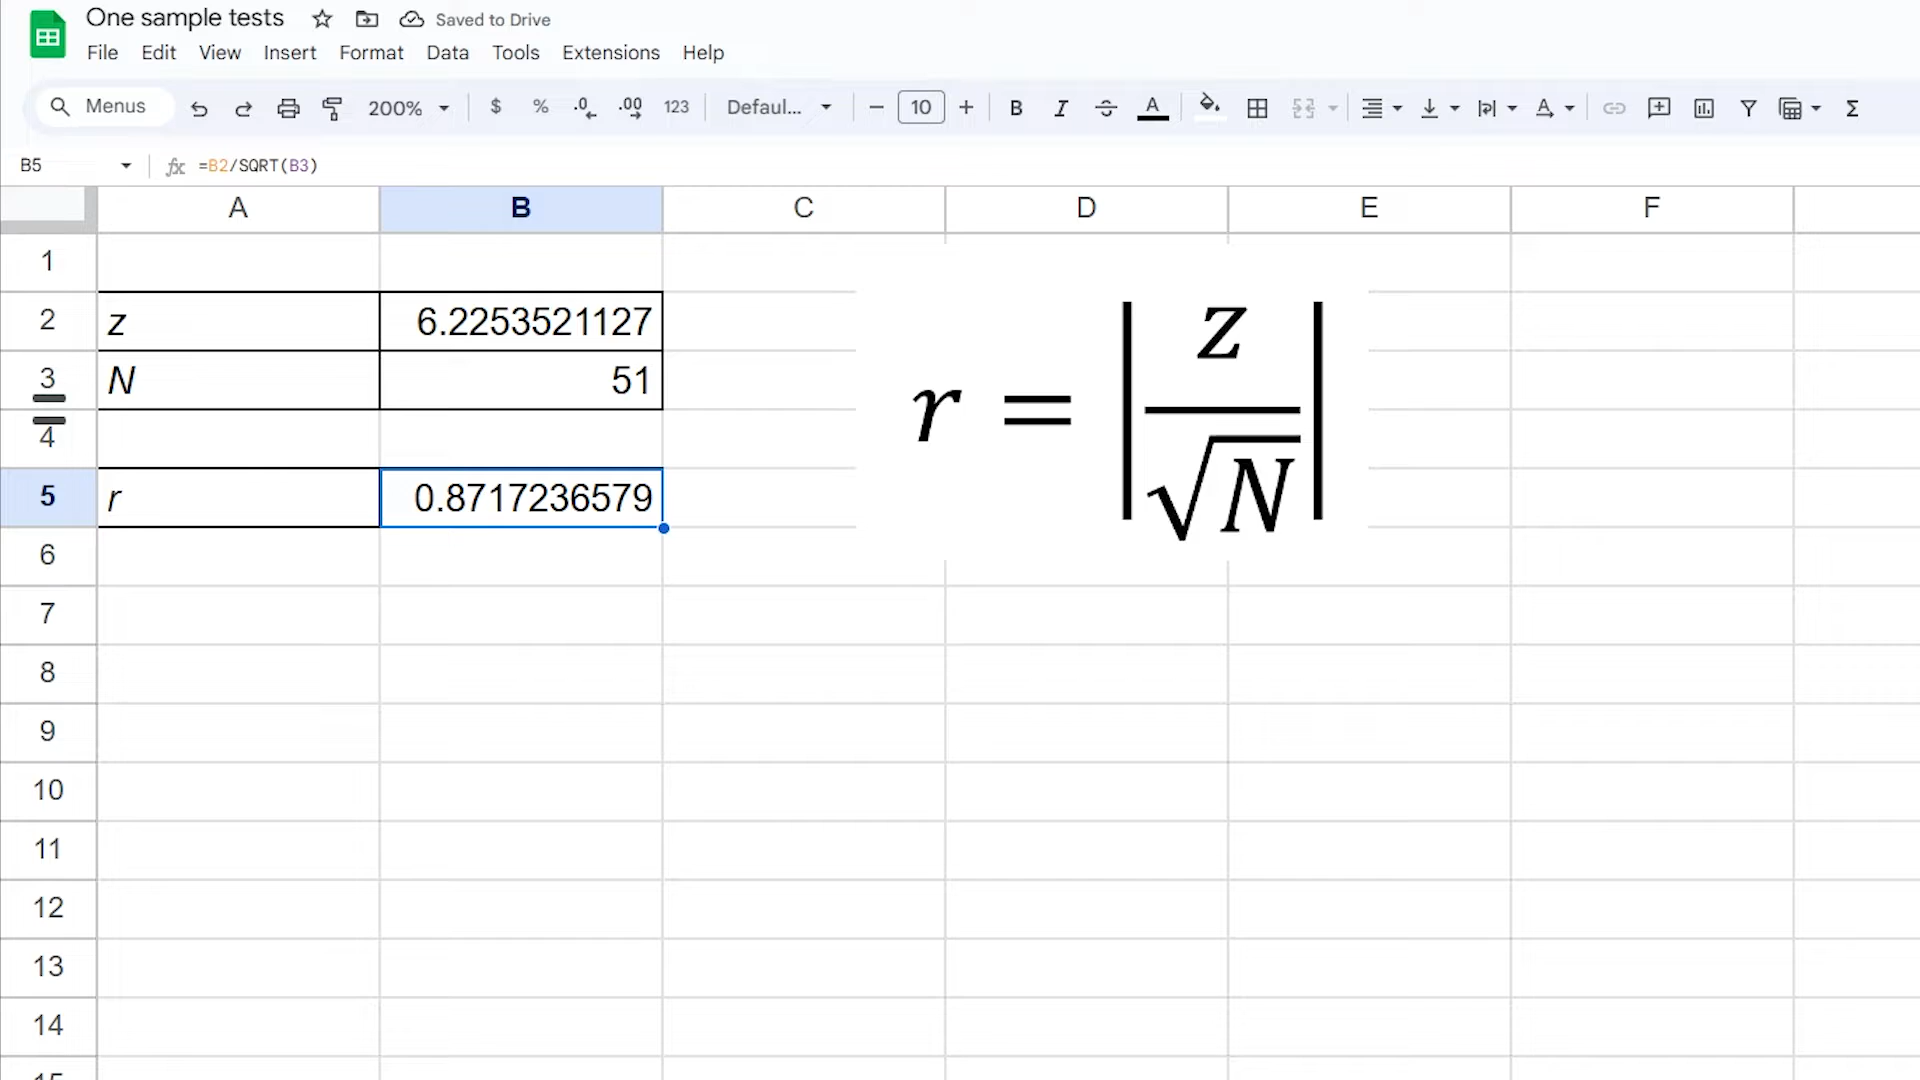 One sample tests Saved to Drive
File Edit View Insert Format Data Tools Extensions Help
Menus 200% $ % .0 .00 123 Defaul... − 10 + B I S A A Σ
B5 fx =B2/SQRT(B3)
A B C D E F
1
2 z 6.2253521127
3 N 51
4
5 r 0.8717236579
r = |z/√N|
6
7
8
9
10
11
12
13
14
15